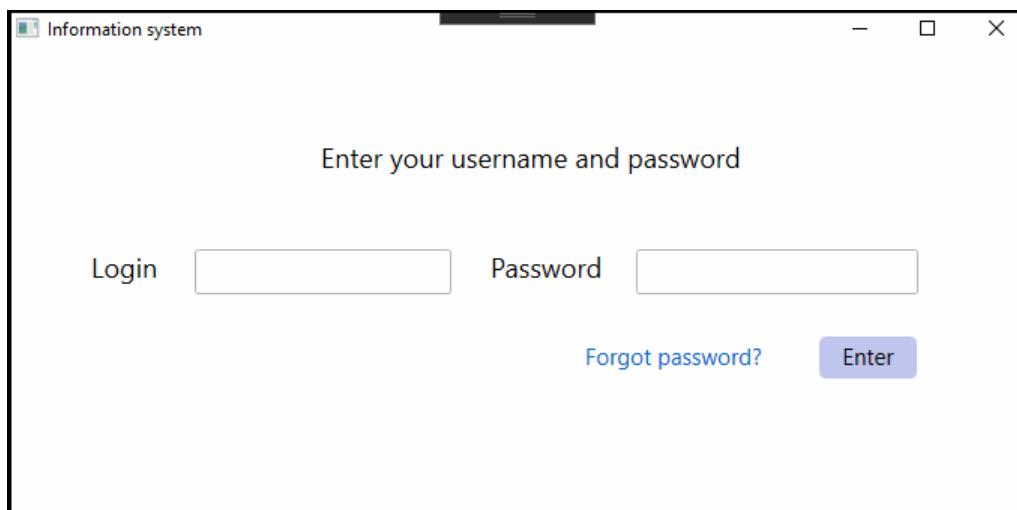 Information system
Enter your username and password
Login Password
Forgot password? Enter